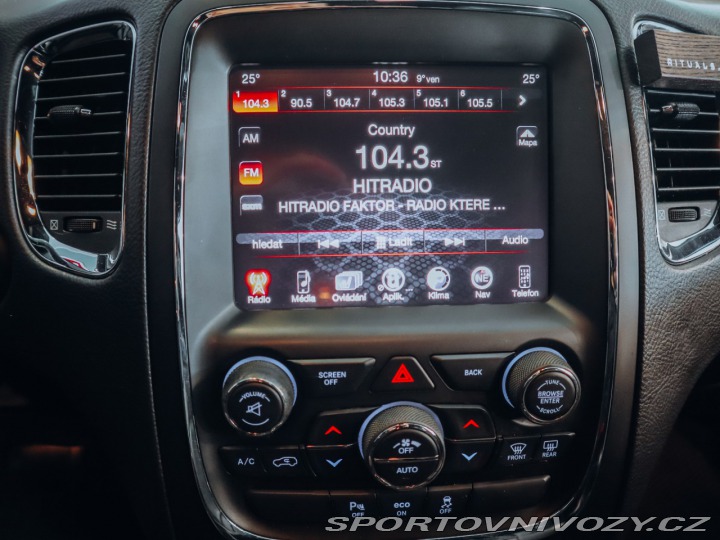 25° 10:36 9°ven 25°
1 104.3 2 90.5 3 104.7 4 105.3 5 105.1 6 105.5
AM
Country
Mapa
104.3 ST
FM
HITRADIO
HITRADIO FAKTOR - RADIO KTERE ...
hledat Ladit Audio
Rádio Média Ovládání Aplik. Klima Nav Telefon
RITUALS
SCREEN OFF
BACK
VOLUME
TUNE
BROWSE
ENTER
SCROLL
A/C
OFF
AUTO
FRONT
REAR
P OFF
eco ON
OFF
SPORTOVNIVOZY.CZ